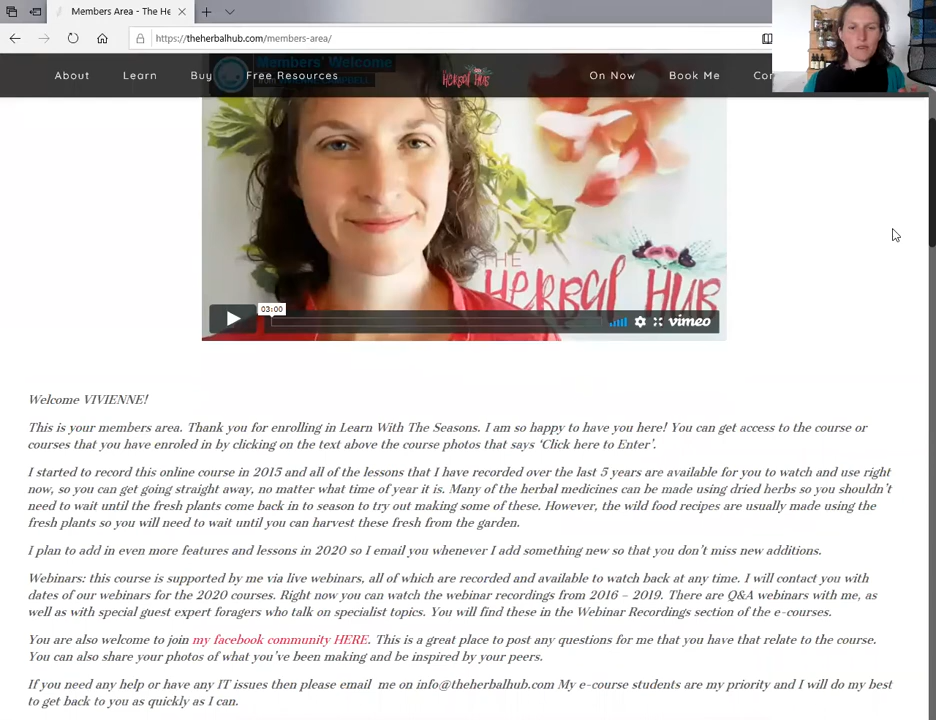 Members Area - The He
https://theherbalhub.com/members-area/
About Learn Buy Free Resources HERBAL HUB On Now Book Me Con
Members' Welcome
THE
HERBAL HUB
03:00
vimeo
Welcome VIVIENNE!
This is your members area. Thank you for enrolling in Learn With The Seasons. I am so happy to have you here! You can get access to the course or
courses that you have enroled in by clicking on the text above the course photos that says ‘Click here to Enter’.
I started to record this online course in 2015 and all of the lessons that I have recorded over the last 5 years are available for you to watch and use right
now, so you can get going straight away, no matter what time of year it is. Many of the herbal medicines can be made using dried herbs so you shouldn’t
need to wait until the fresh plants come back in to season to try out making some of these. However, the wild food recipes are usually made using the
fresh plants so you will need to wait until you can harvest these fresh from the garden.
I plan to add in even more features and lessons in 2020 so I email you whenever I add something new so that you don’t miss new additions.
Webinars: this course is supported by me via live webinars, all of which are recorded and available to watch back at any time. I will contact you with
dates of our webinars for the 2020 courses. Right now you can watch the webinar recordings from 2016 – 2019. There are Q&A webinars with me, as
well as with special guest expert foragers who talk on specialist topics. You will find these in the Webinar Recordings section of the e-courses.
You are also welcome to join my facebook community HERE. This is a great place to post any questions for me that you have that relate to the course.
You can also share your photos of what you’ve been making and be inspired by your peers.
If you need any help or have any IT issues then please email me on info@theherbalhub.com My e-course students are my priority and I will do my best
to get back to you as quickly as I can.